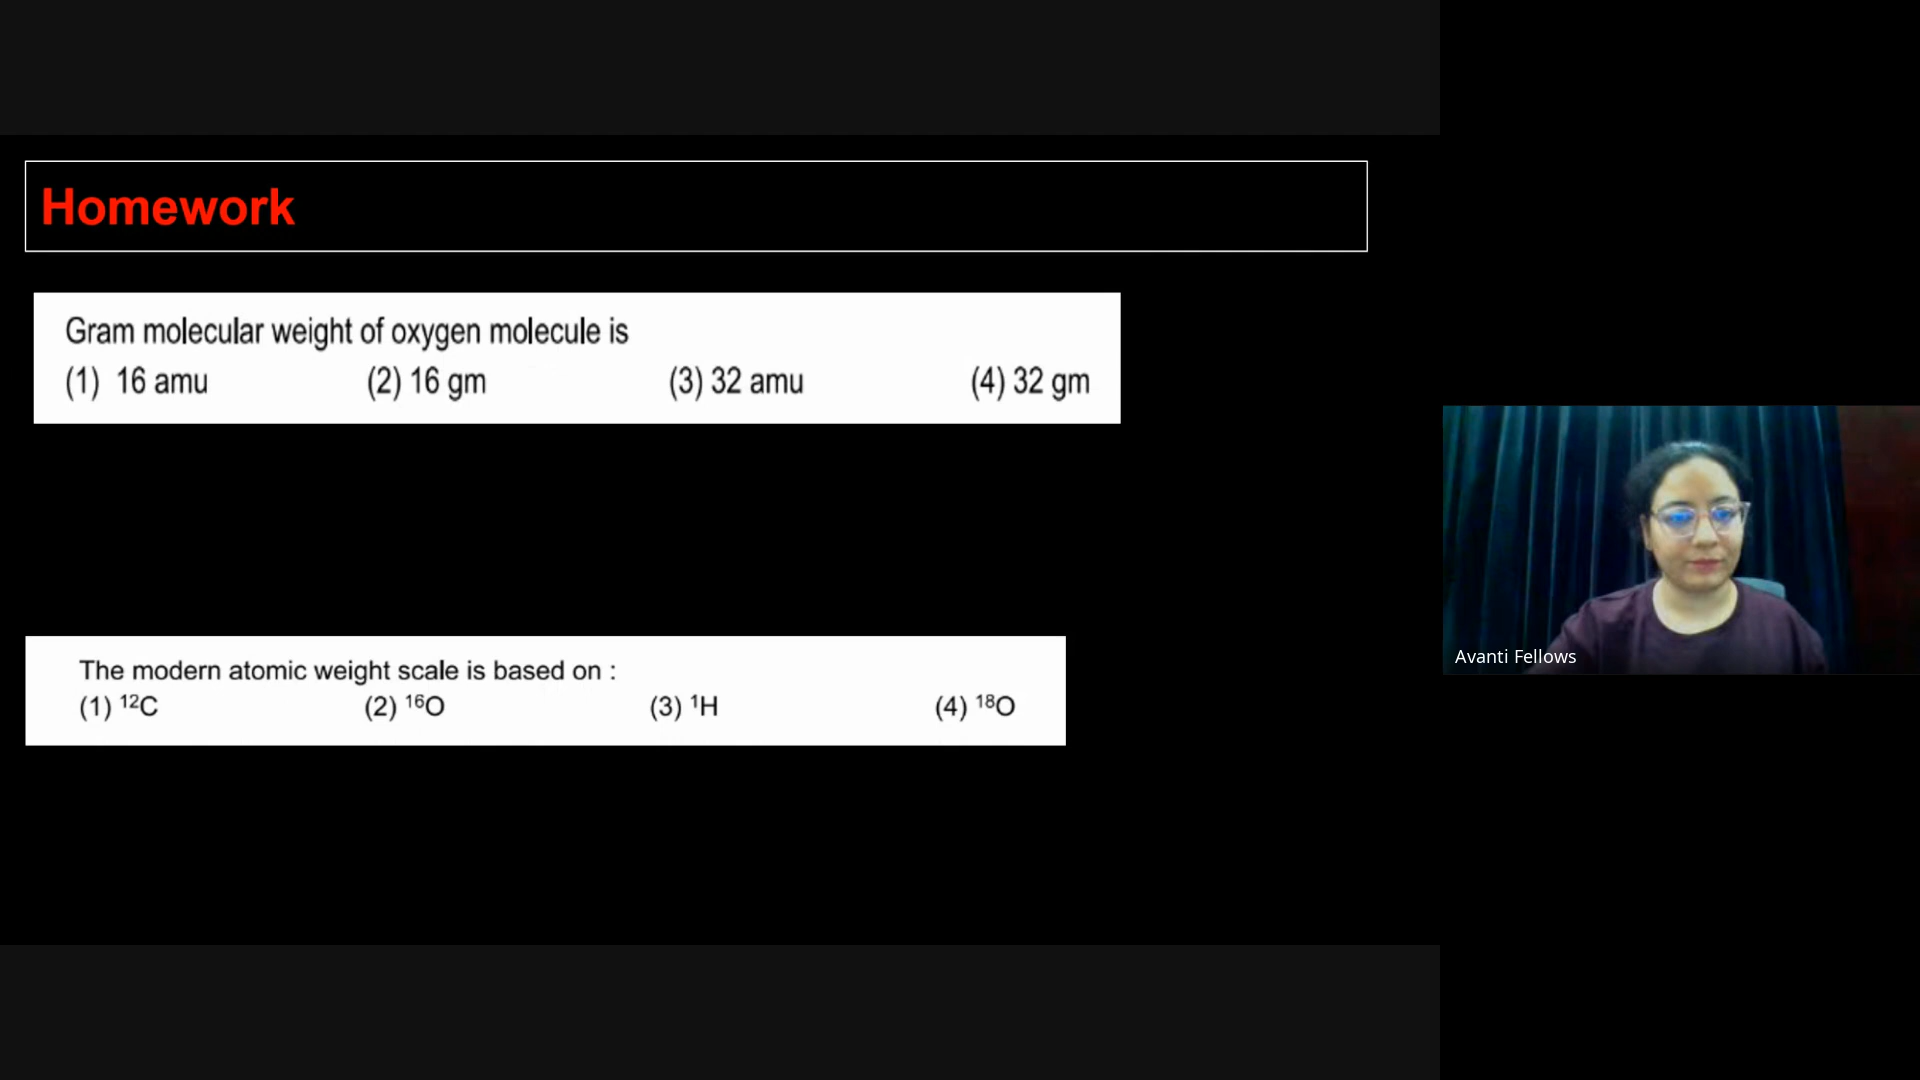 Homework
Gram molecular weight of oxygen molecule is
(1) 16 amu (2) 16 gm (3) 32 amu (4) 32 gm
The modern atomic weight scale is based on :
(1) ¹²C (2) ¹⁶O (3) ¹H (4) ¹⁸O
Avanti Fellows